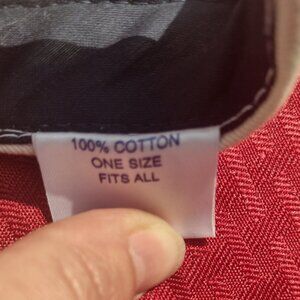 100% COTTON
ONE SIZE
FITS ALL